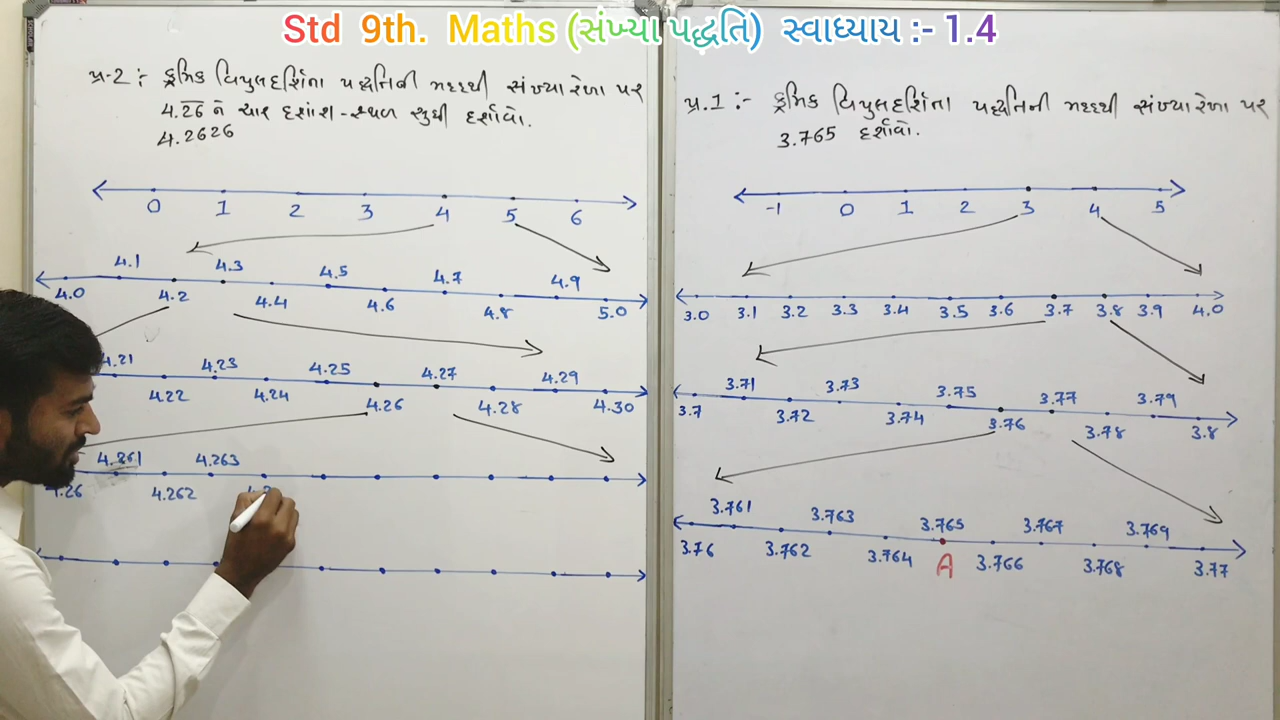 Std 9th. Maths (સંખ્યા પદ્ધતિ) સ્વાધ્યાય :- 1.4
પ્ર-2 :- ક્રમિક વિપુલદર્શિતા પદ્ધતિની મદદથી સંખ્યા રેખા પર
4.2̅6̅ ને ચાર દશાંશ-સ્થળ સુધી દર્શાવો.
4.2626
0 1 2 3 4 5 6
4.1 4.3 4.5 4.7 4.9
4.0 4.2 4.4 4.6 4.8 5.0
4.21 4.23 4.25 4.27 4.29
4.22 4.24 4.26 4.28 4.30
4.261 4.263
4.26 4.262
પ્ર.1 :- ક્રમિક વિપુલદર્શિતા પદ્ધતિની મદદથી સંખ્યા રેખા પર
3.765 દર્શાવો.
-1 0 1 2 3 4 5
3.0 3.1 3.2 3.3 3.4 3.5 3.6 3.7 3.8 3.9 4.0
3.71 3.73 3.75 3.77 3.79
3.7 3.72 3.74 3.76 3.78 3.8
3.761 3.763 3.765 3.767 3.769
3.76 3.762 3.764 A 3.766 3.768 3.77